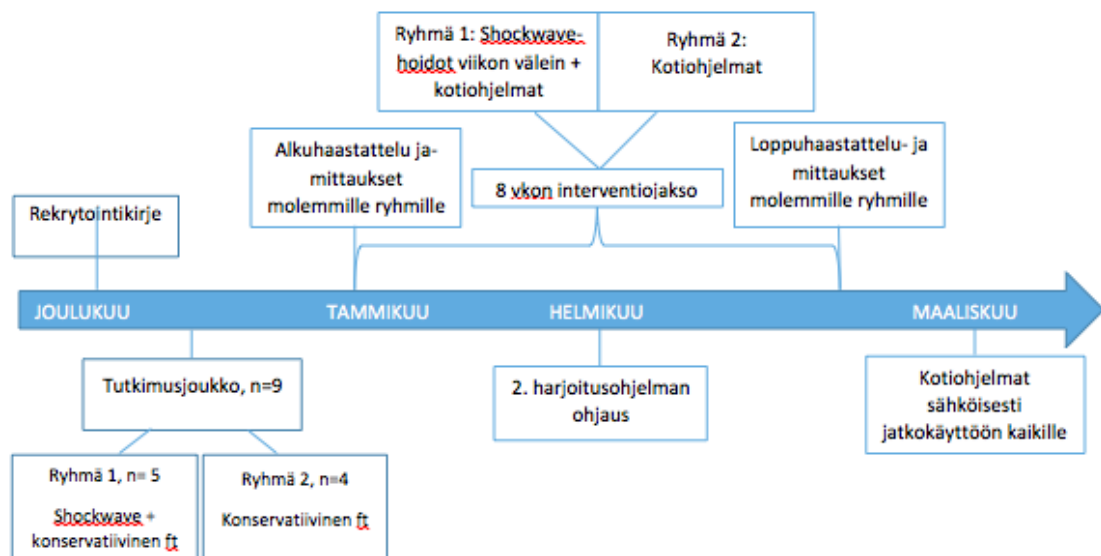 Ryhmä 1: Shockwave-
hoidot viikon välein +
kotiohjelmat
Ryhmä 2:
Kotiohjelmat
Alkuhaastattelu ja-
mittaukset
molemmille ryhmille
8 vkon interventiojakso
Loppuhaastattelu- ja
mittaukset
molemmille ryhmille
Rekrytointikirje
JOULUKUU
TAMMIKUU
HELMIKUU
MAALISKUU
Tutkimusjoukko, n=9
2. harjoitusohjelman
ohjaus
Kotiohjelmat
sähköisesti
jatkokäyttöön kaikille
Ryhmä 1, n= 5
Shockwave +
konservatiivinen ft
Ryhmä 2, n=4
Konservatiivinen ft